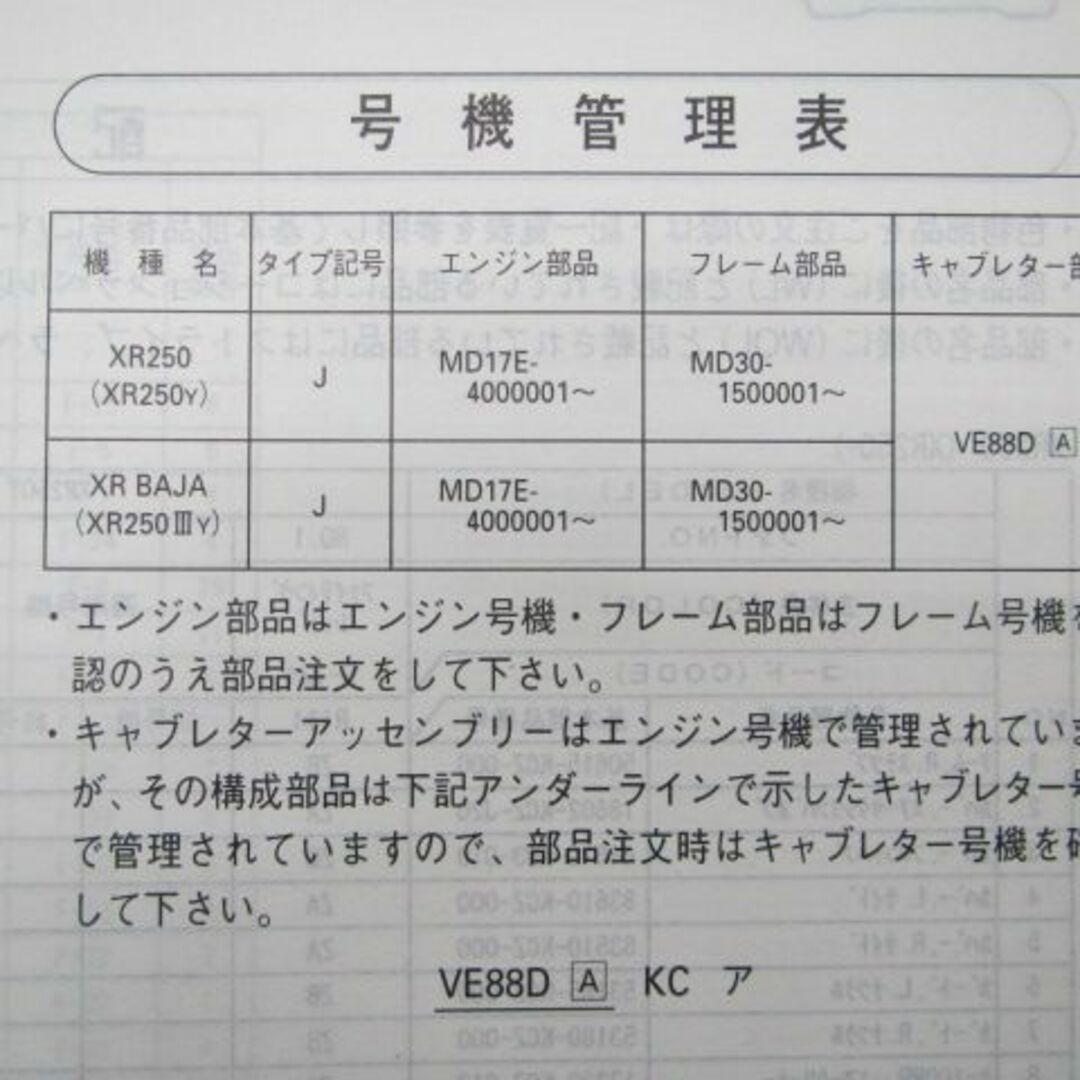 号機管理表
機種名 タイプ記号 エンジン部品 フレーム部品 キャブレター部
XR250
(XR250Y)
J
MD17E-
4000001～
MD30-
1500001～
VE88D A
XR BAJA
(XR250ⅢY)
J
MD17E-
4000001～
MD30-
1500001～
・エンジン部品はエンジン号機・フレーム部品はフレーム号機を
認のうえ部品注文をして下さい。
・キャブレターアッセンブリーはエンジン号機で管理されていま
が、その構成部品は下記アンダーラインで示したキャブレター号
で管理されていますので、部品注文時はキャブレター号機を確
して下さい。
VE88D A KC ア